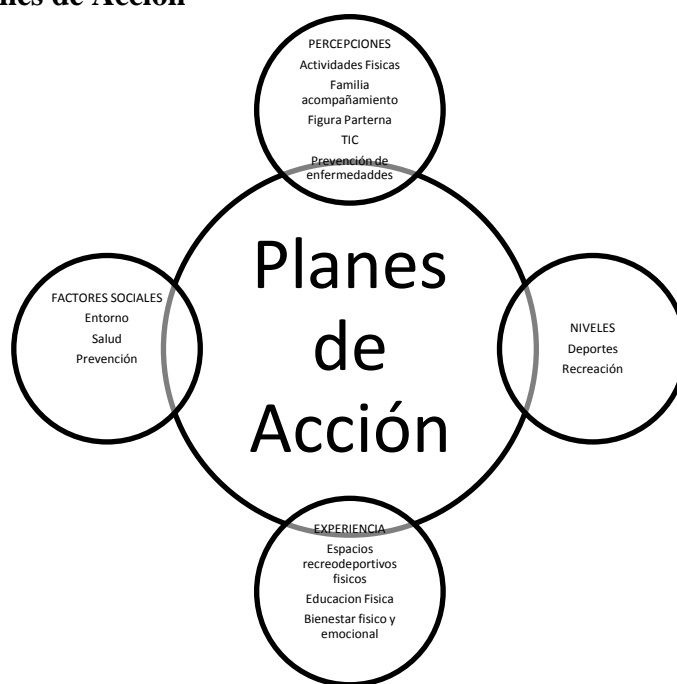 de Acción
PERCEPCIONES
Actividades Fisicas
Familia
acompañamiento
Figura Parterna
TIC
Prevención de
enfermedaddes
Planes
de
Acción
FACTORES SOCIALES
Entorno
Salud
Prevención
NIVELES
Deportes
Recreación
EXPERIENCIA
Espacios
recreodeportivos
fisicos
Educacion Fisica
Bienestar fisico y
emocional